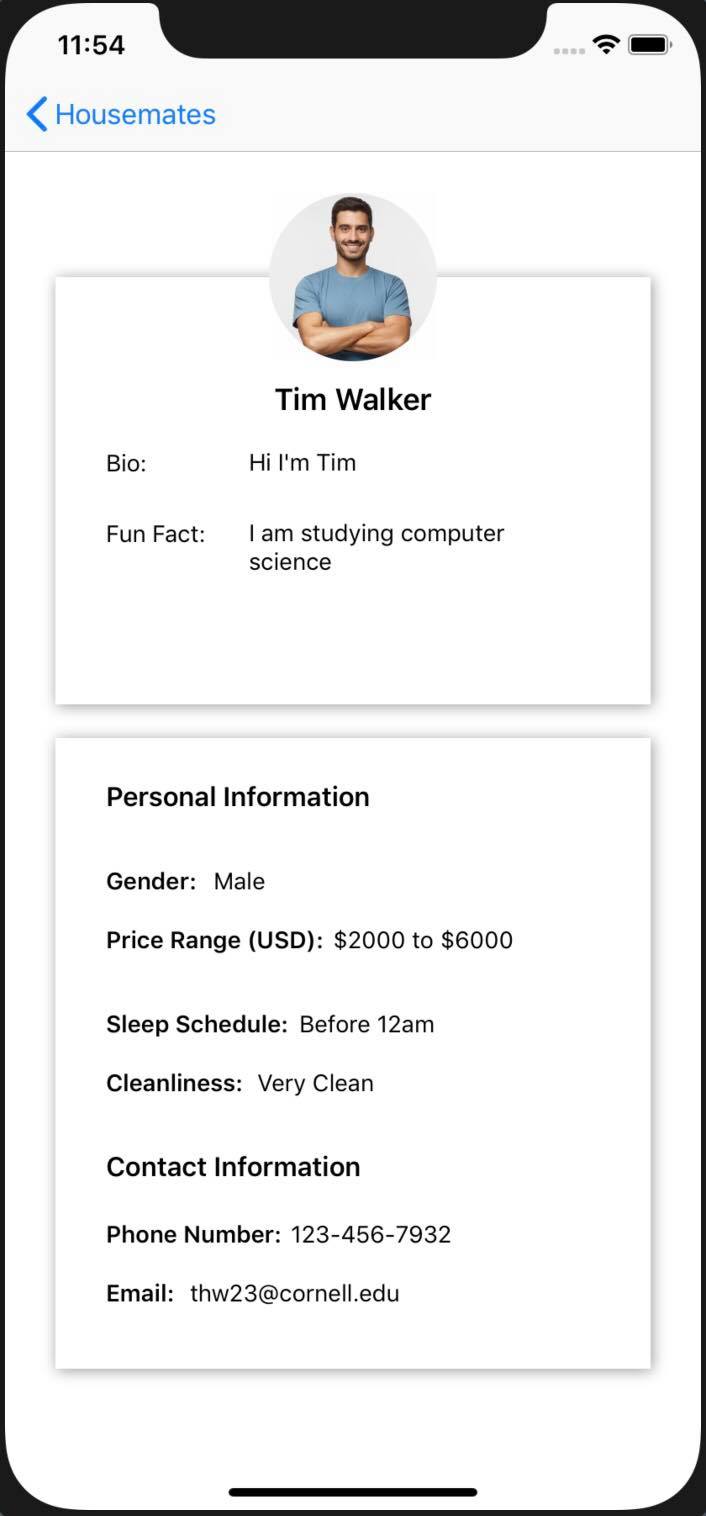 11:54
Housemates
Tim Walker
Bio: Hi I'm Tim
Fun Fact: I am studying computer
science
Personal Information
Gender: Male
Price Range (USD): $2000 to $6000
Sleep Schedule: Before 12am
Cleanliness: Very Clean
Contact Information
Phone Number: 123-456-7932
Email: thw23@cornell.edu